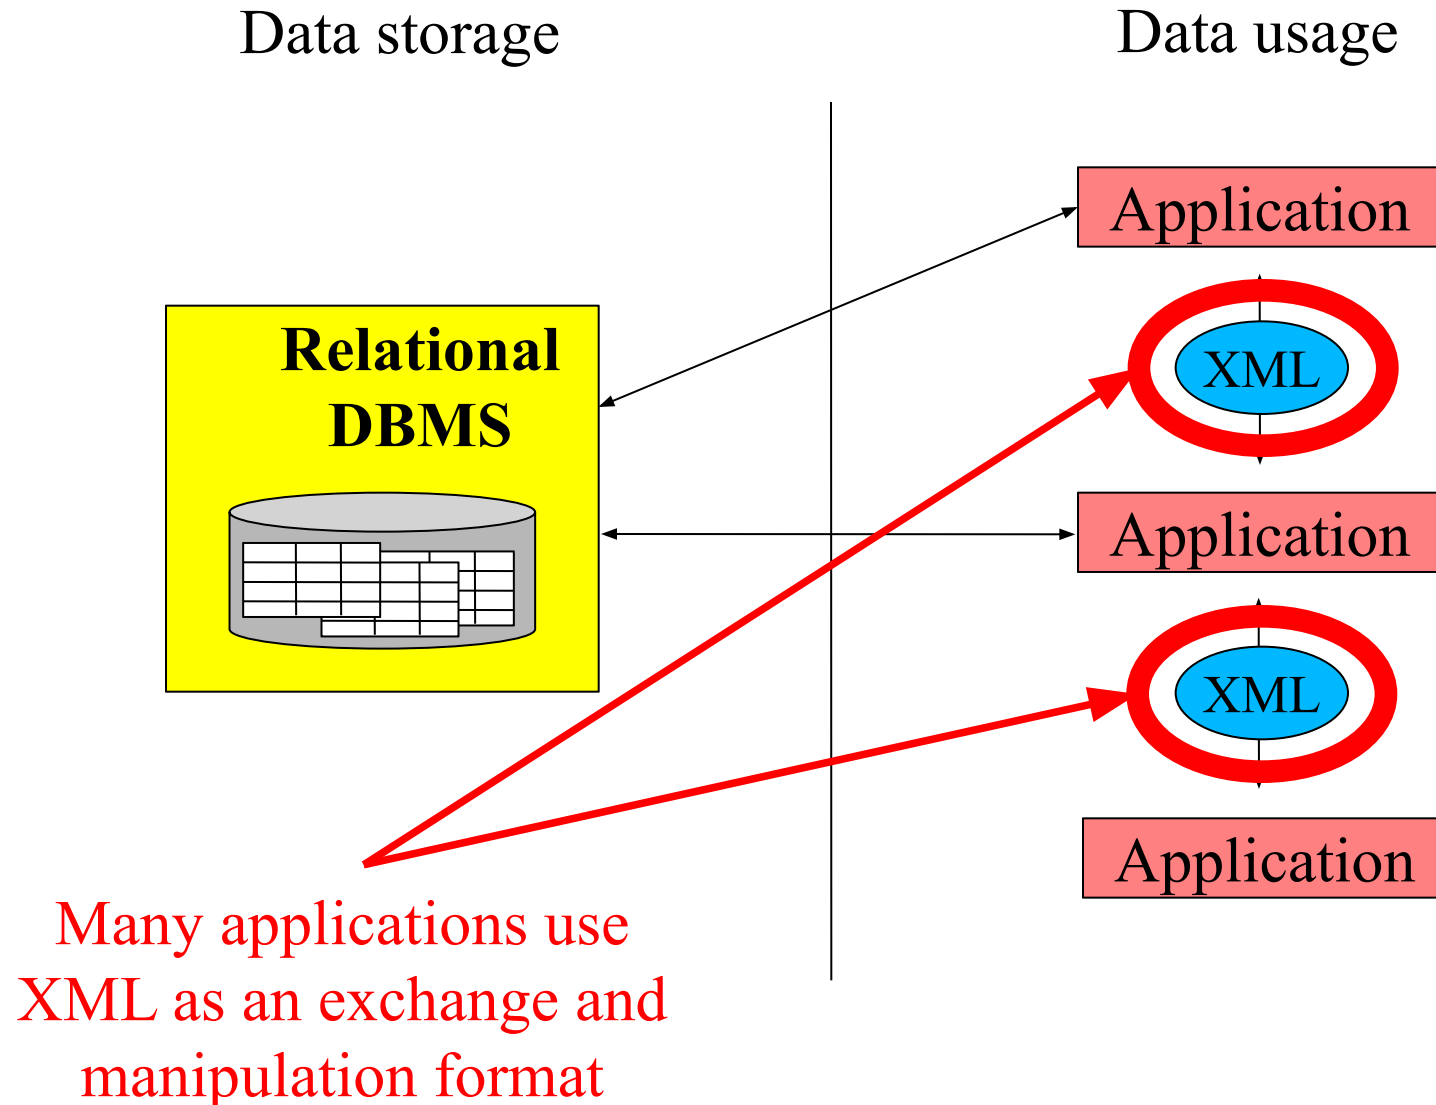 Data storage
Data usage
Application
Relational
DBMS
XML
Application
XML
Application
Many applications use
XML as an exchange and
manipulation format